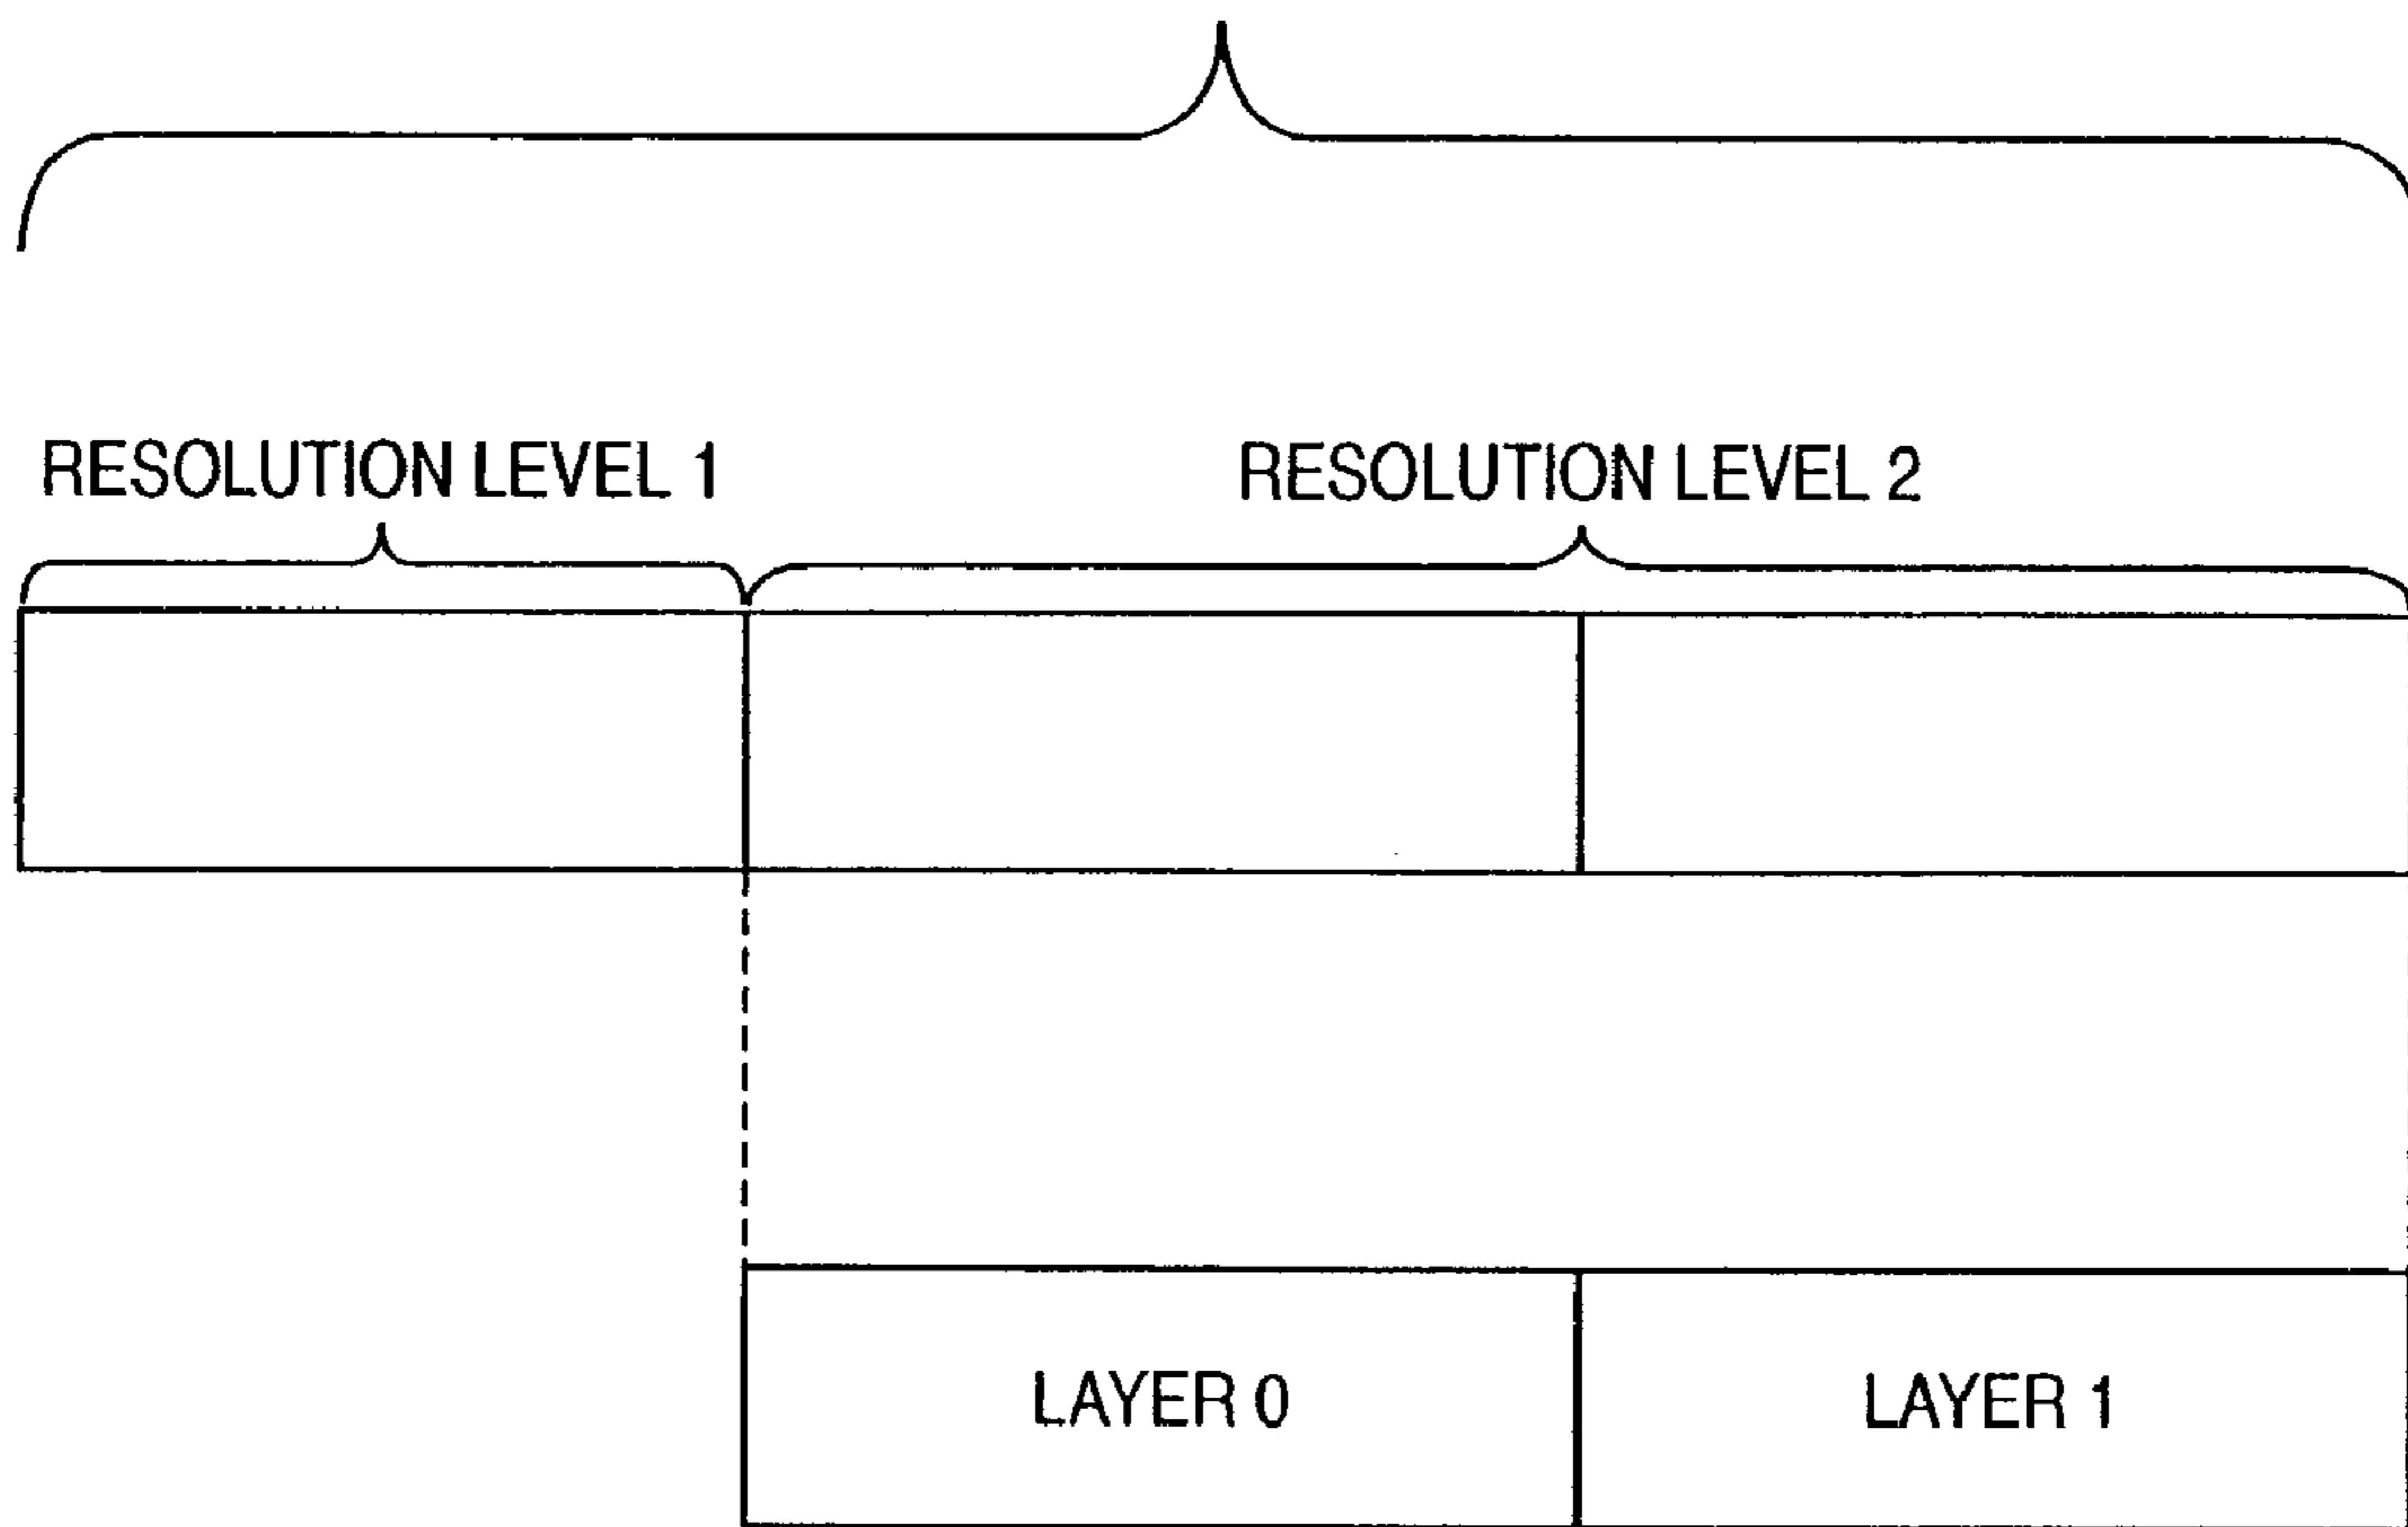 RESOLUTION LEVEL 1
RESOLUTION LEVEL 2
LAYER 0
LAYER 1